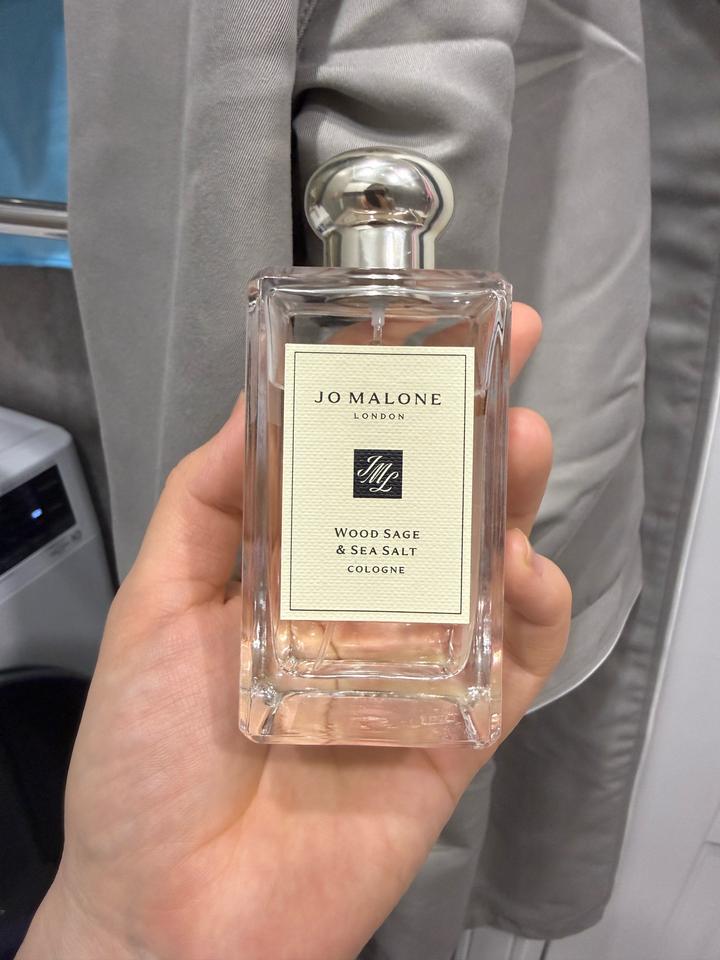 JO MALONE
LONDON
JML
WOOD SAGE
& SEA SALT
COLOGNE